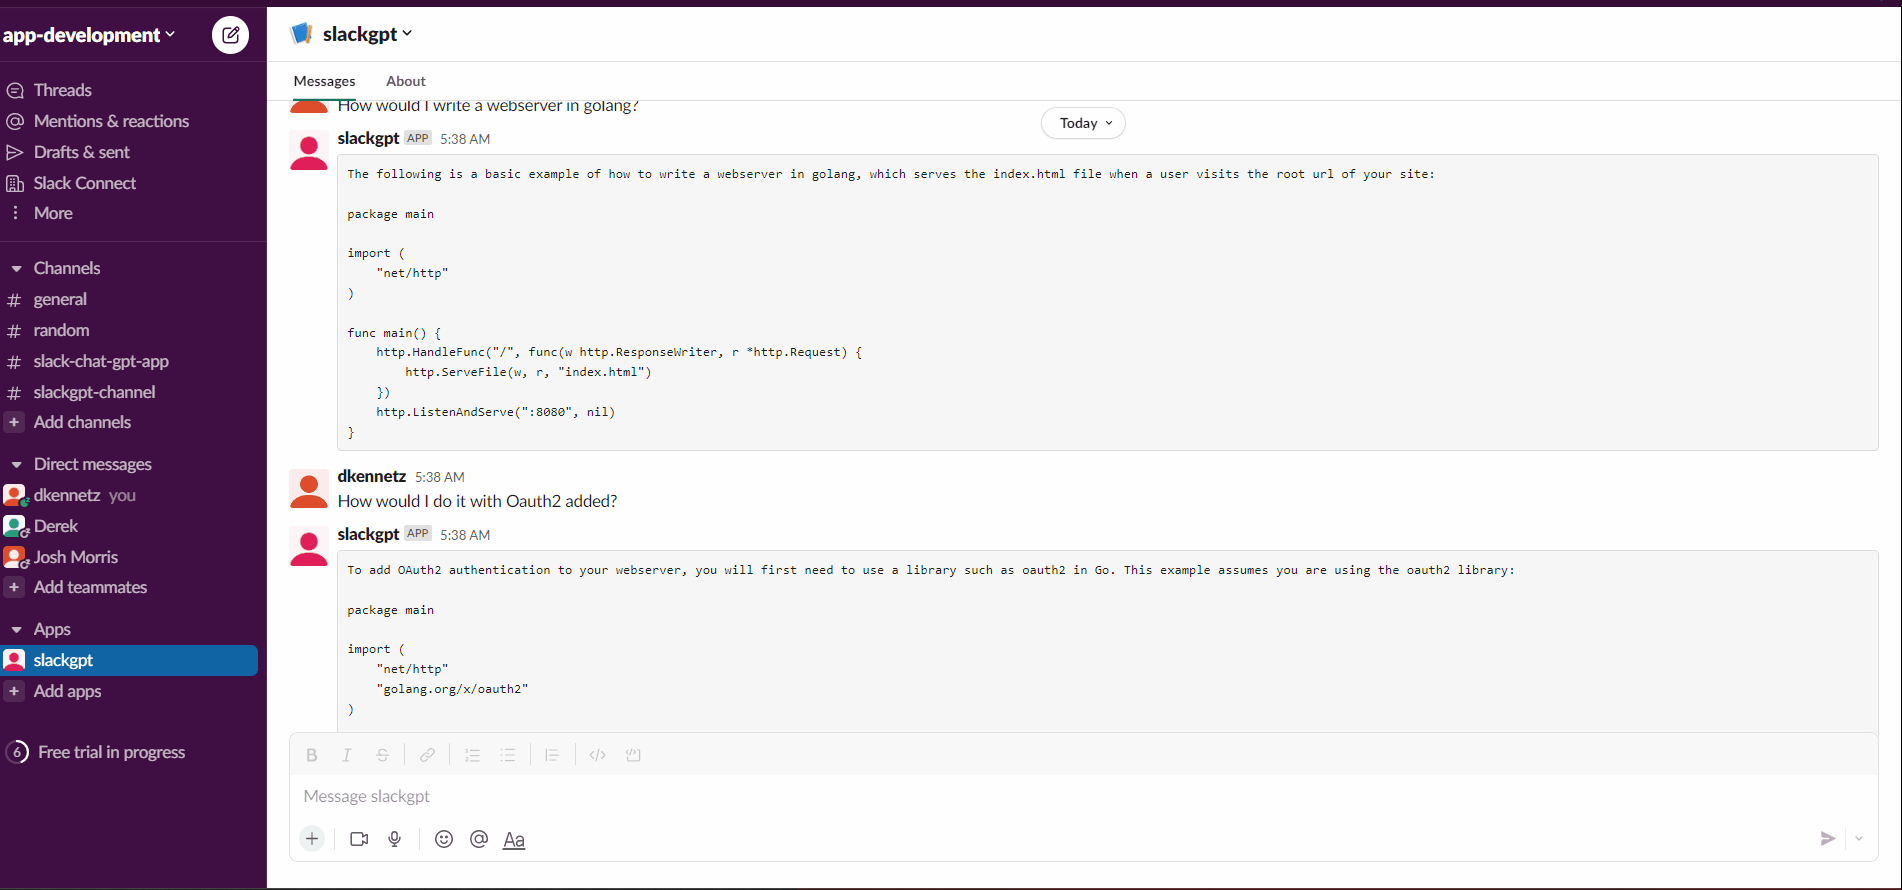 app-development
Threads
Mentions & reactions
Drafts & sent
Slack Connect
More
Channels
# general
# random
# slack-chat-gpt-app
# slackgpt-channel
+ Add channels
Direct messages
dkennetz you
Derek
Josh Morris
+ Add teammates
Apps
slackgpt
+ Add apps
6 Free trial in progress
slackgpt
Messages About
How would I write a webserver in golang?
Today
slackgpt APP 5:38 AM
The following is a basic example of how to write a webserver in golang, which serves the index.html file when a user visits the root url of your site:
package main
import (
    "net/http"
)
func main() {
    http.HandleFunc("/", func(w http.ResponseWriter, r *http.Request) {
        http.ServeFile(w, r, "index.html")
    })
    http.ListenAndServe(":8080", nil)
}
dkennetz 5:38 AM
How would I do it with Oauth2 added?
slackgpt APP 5:38 AM
To add OAuth2 authentication to your webserver, you will first need to use a library such as oauth2 in Go. This example assumes you are using the oauth2 library:
package main
import (
    "net/http"
    "golang.org/x/oauth2"
)
B I S
Message slackgpt
+ @ Aa